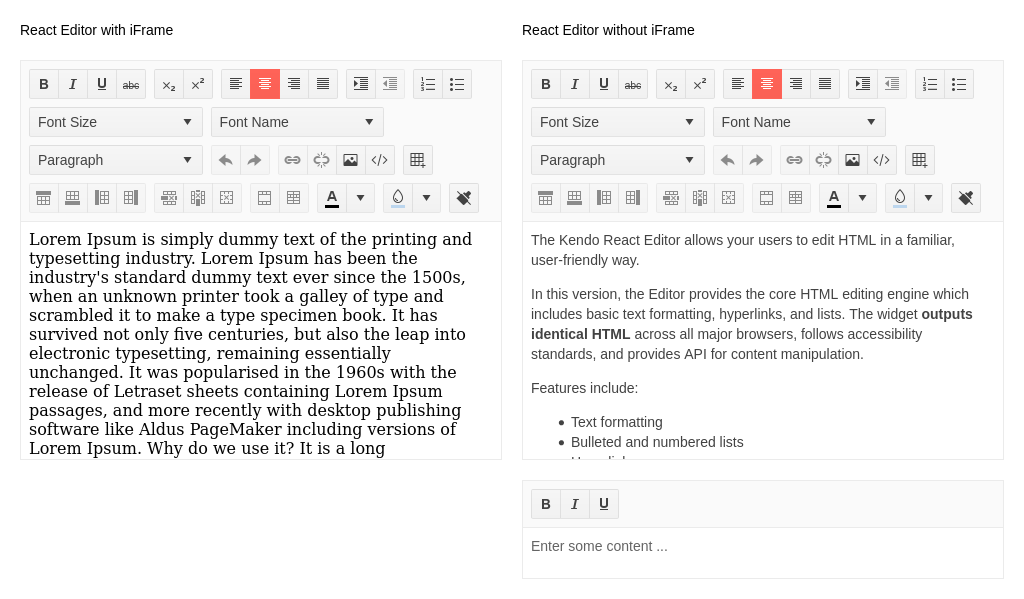 React Editor with iFrame
Font Size
Font Name
Paragraph
Lorem Ipsum is simply dummy text of the printing and
typesetting industry. Lorem Ipsum has been the
industry's standard dummy text ever since the 1500s,
when an unknown printer took a galley of type and
scrambled it to make a type specimen book. It has
survived not only five centuries, but also the leap into
electronic typesetting, remaining essentially
unchanged. It was popularised in the 1960s with the
release of Letraset sheets containing Lorem Ipsum
passages, and more recently with desktop publishing
software like Aldus PageMaker including versions of
Lorem Ipsum. Why do we use it? It is a long
React Editor without iFrame
Font Size
Font Name
Paragraph
The Kendo React Editor allows your users to edit HTML in a familiar,
user-friendly way.
In this version, the Editor provides the core HTML editing engine which
includes basic text formatting, hyperlinks, and lists. The widget outputs
identical HTML across all major browsers, follows accessibility
standards, and provides API for content manipulation.
Features include:
Text formatting
Bulleted and numbered lists
Enter some content ...